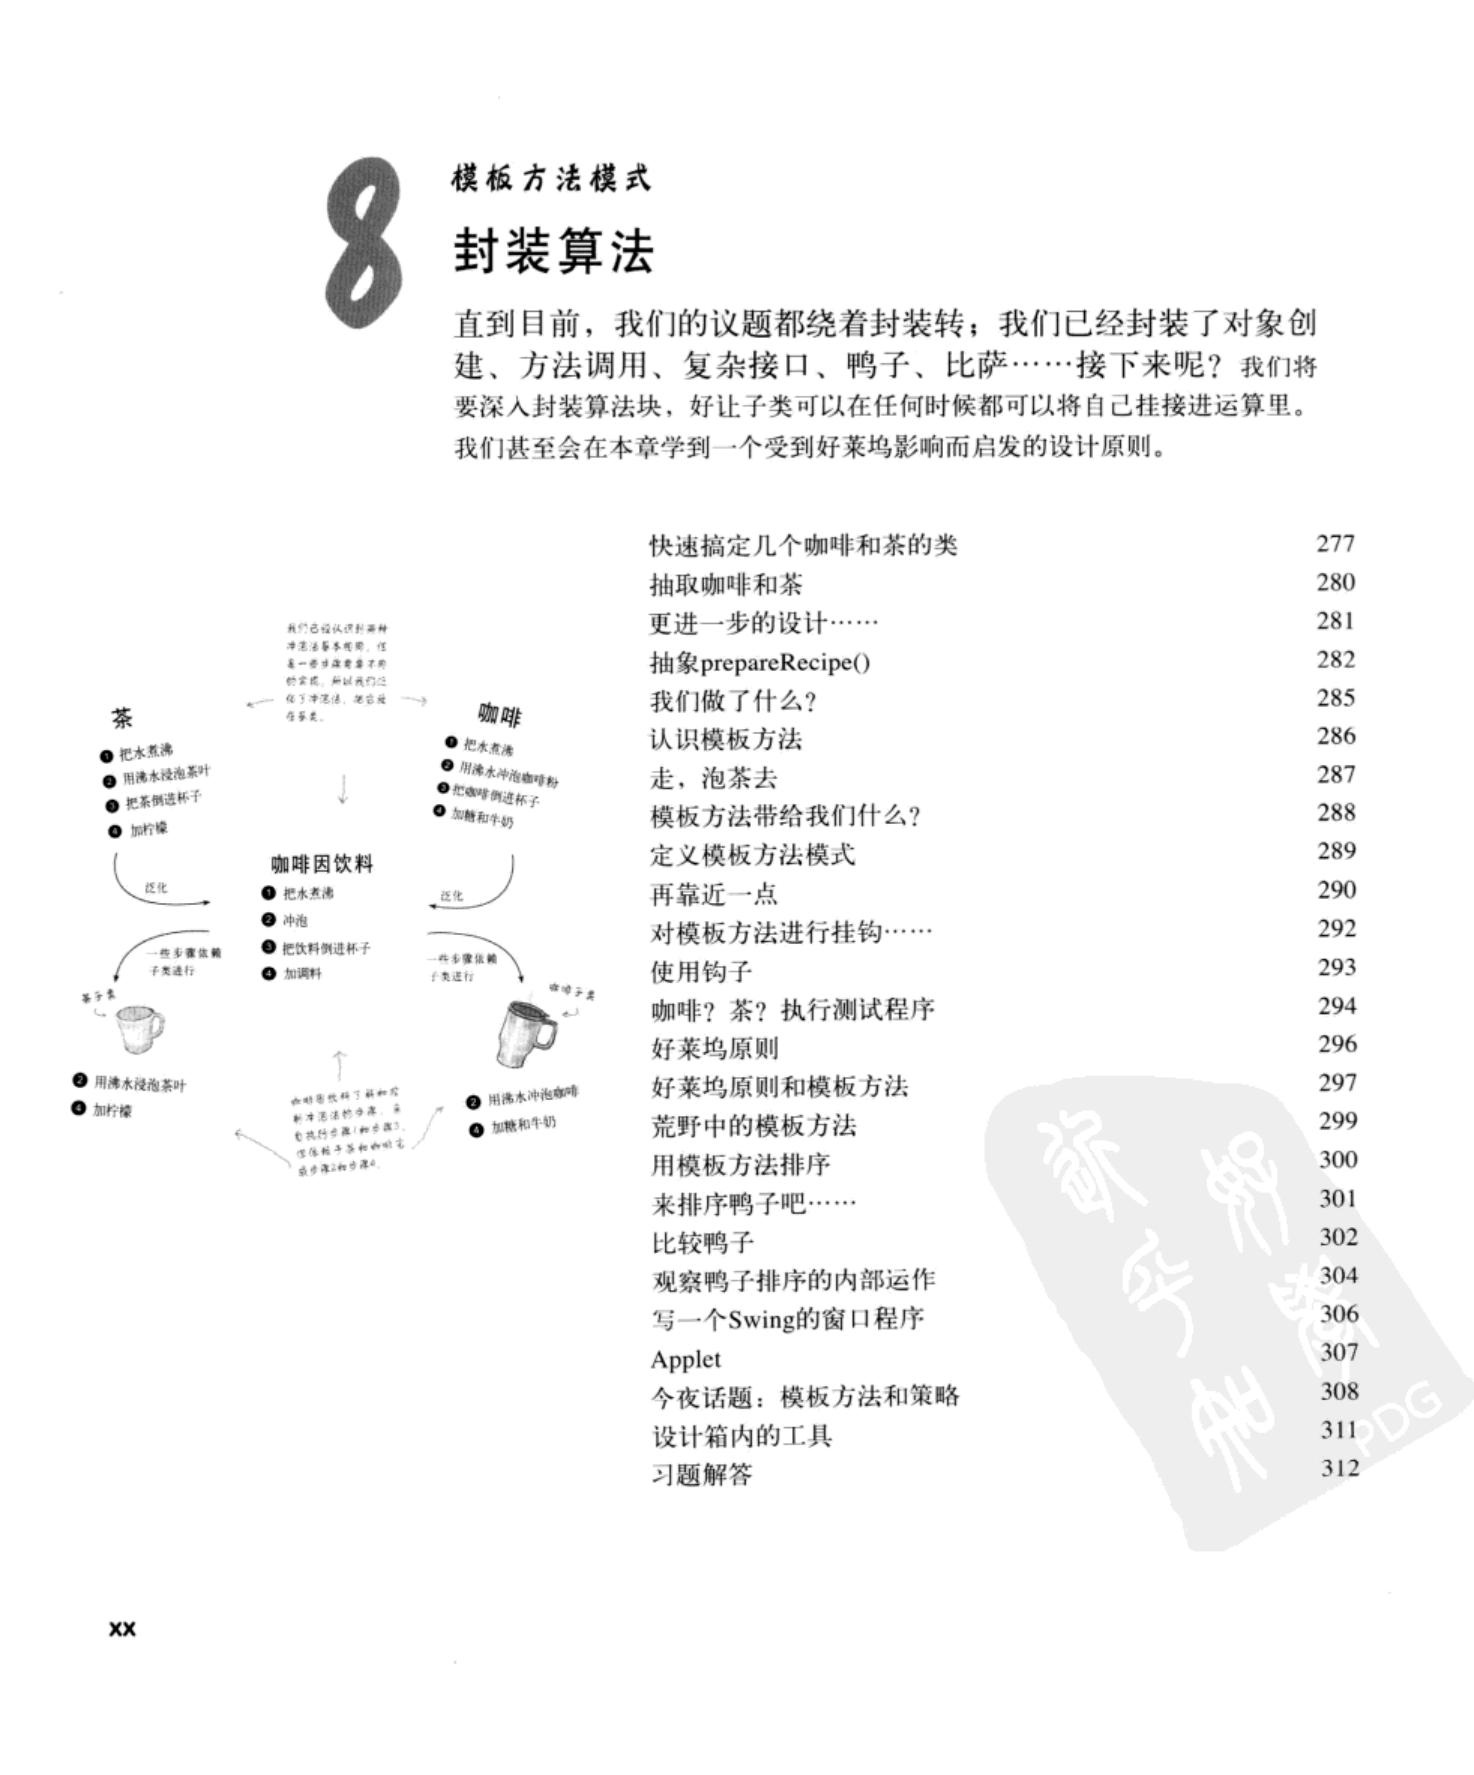 8
模板方法模式
封装算法
直到目前，我们的议题都绕着封装转；我们已经封装了对象创
建、方法调用、复杂接口、鸭子、比萨……接下来呢？我们将
要深入封装算法块，好让子类可以在任何时候都可以将自己挂接进运算里。
我们甚至会在本章学到一个受到好莱坞影响而启发的设计原则。
我们已经认识到两种
冲泡法基本相同，但
是一些步骤需要不同
的实现，所以我们泛
化了冲泡法，把它放
在基类。
茶
❶ 把水煮沸
❷ 用沸水浸泡茶叶
❸ 把茶倒进杯子
❹ 加柠檬
咖啡
❶ 把水煮沸
❷ 用沸水冲泡咖啡粉
❸ 把咖啡倒进杯子
❹ 加糖和牛奶
泛化
咖啡因饮料
❶ 把水煮沸
❷ 冲泡
❸ 把饮料倒进杯子
❹ 加调料
泛化
一些步骤依赖
子类进行
一些步骤依赖
子类进行
茶子类
咖啡子类
❷ 用沸水浸泡茶叶
❹ 加柠檬
咖啡因饮料了解和控
制冲泡法的步骤，亲
自执行步骤1和步骤3，
但依赖于茶和咖啡完
成步骤2和步骤4。
❷ 用沸水冲泡咖啡
❹ 加糖和牛奶
快速搞定几个咖啡和茶的类 277
抽取咖啡和茶 280
更进一步的设计…… 281
抽象prepareRecipe() 282
我们做了什么？ 285
认识模板方法 286
走，泡茶去 287
模板方法带给我们什么？ 288
定义模板方法模式 289
再靠近一点 290
对模板方法进行挂钩…… 292
使用钩子 293
咖啡？茶？执行测试程序 294
好莱坞原则 296
好莱坞原则和模板方法 297
荒野中的模板方法 299
用模板方法排序 300
来排序鸭子吧…… 301
比较鸭子 302
观察鸭子排序的内部运作 304
写一个Swing的窗口程序 306
Applet 307
今夜话题：模板方法和策略 308
设计箱内的工具 311
习题解答 312
PDG
xx